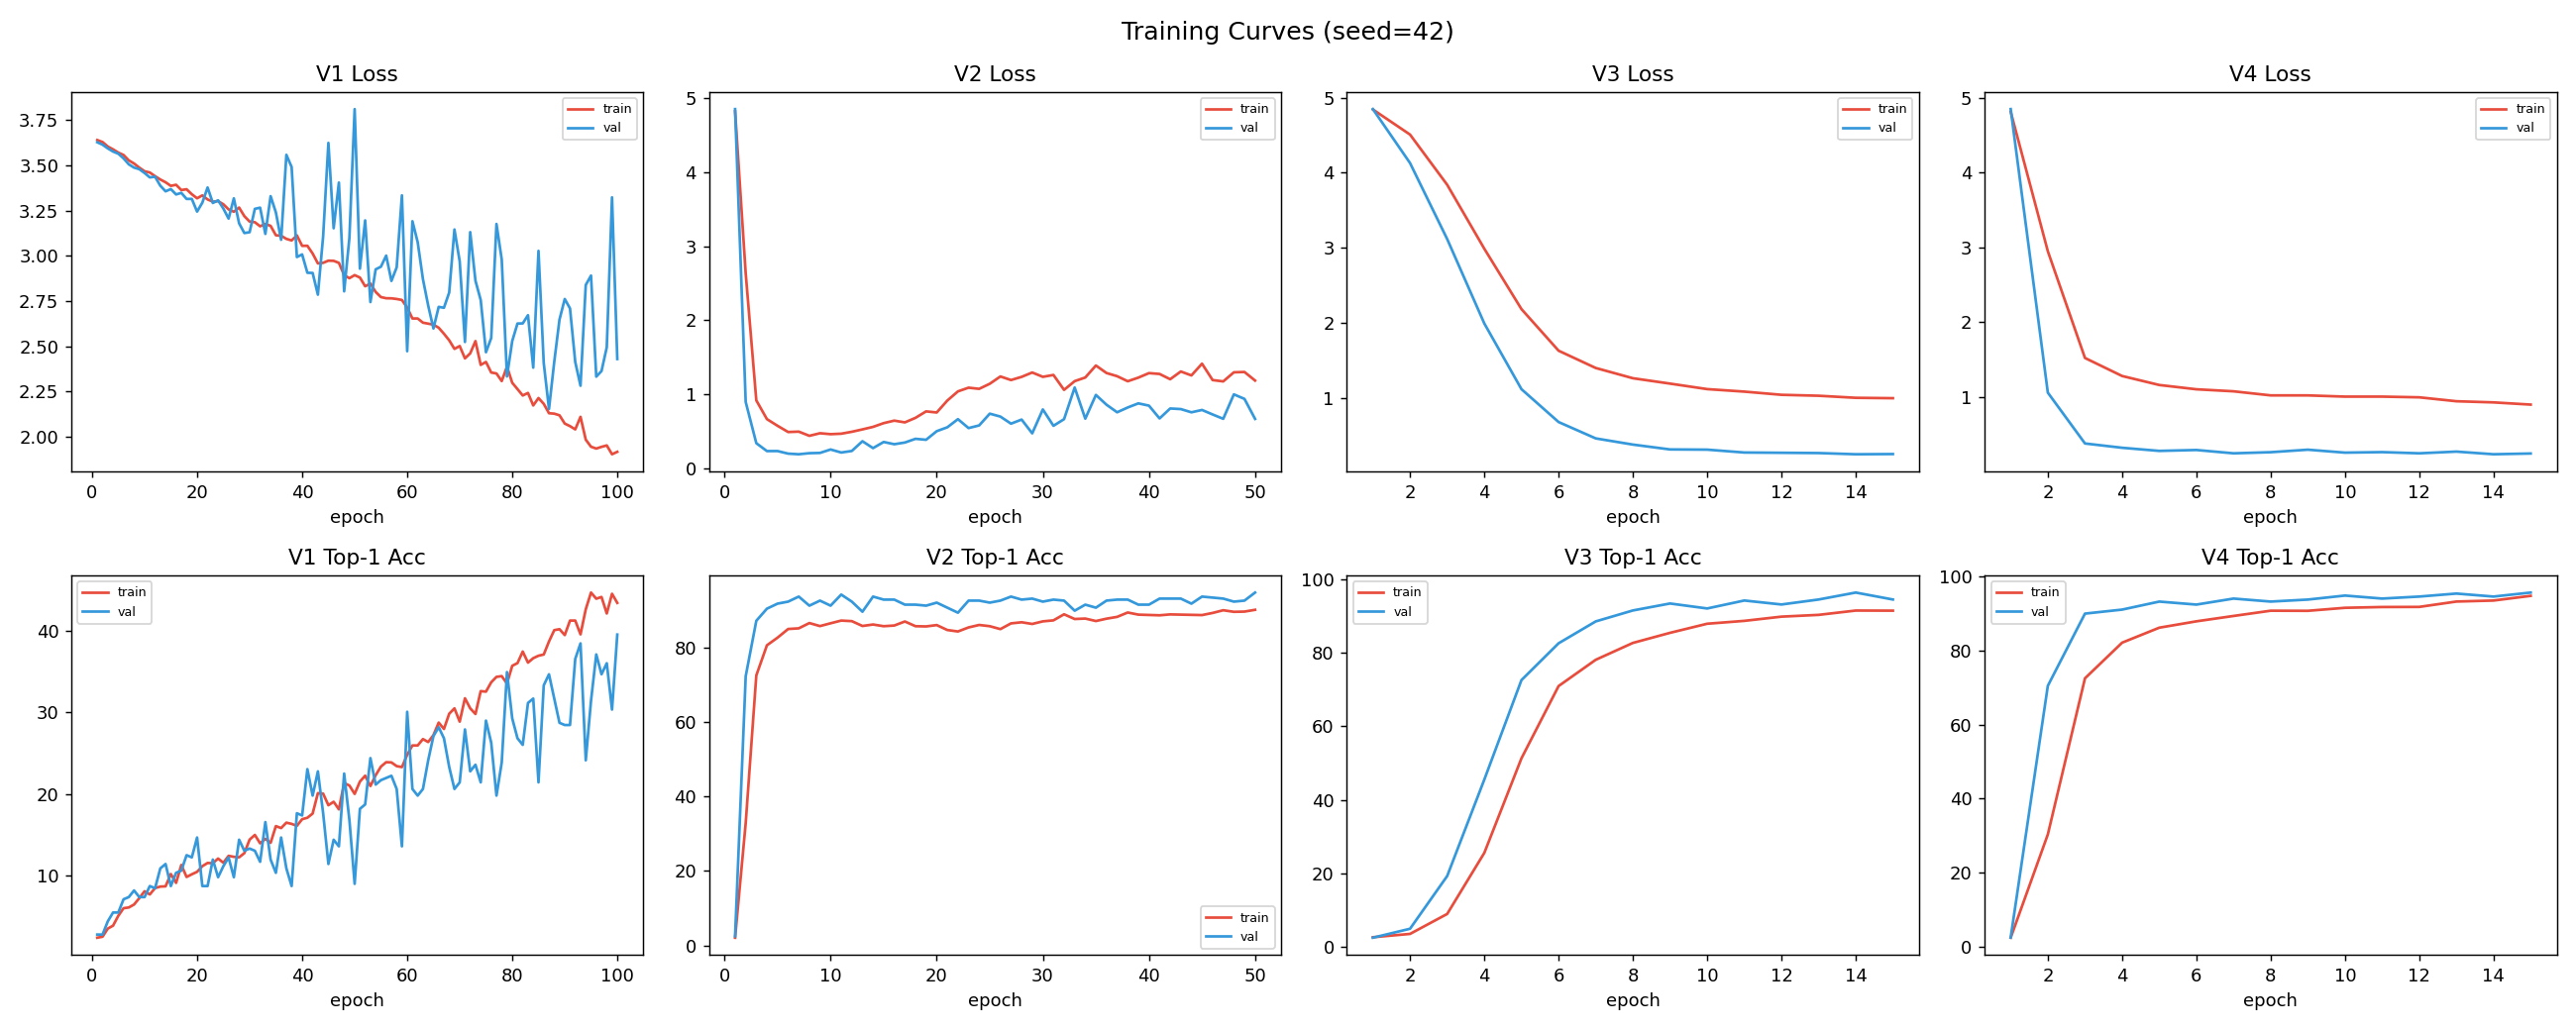 Training Curves (seed=42)
V1 Loss
train
val
3.75
3.50
3.25
3.00
2.75
2.50
2.25
2.00
0 20 40 60 80 100
epoch
V2 Loss
train
val
5
4
3
2
1
0
0 10 20 30 40 50
epoch
V3 Loss
train
val
5
4
3
2
1
2 4 6 8 10 12 14
epoch
V4 Loss
train
val
5
4
3
2
1
2 4 6 8 10 12 14
epoch
V1 Top-1 Acc
train
val
40
30
20
10
0 20 40 60 80 100
epoch
V2 Top-1 Acc
80
60
40
20
0
train
val
0 10 20 30 40 50
epoch
V3 Top-1 Acc
train
val
100
80
60
40
20
0
2 4 6 8 10 12 14
epoch
V4 Top-1 Acc
train
val
100
80
60
40
20
0
2 4 6 8 10 12 14
epoch